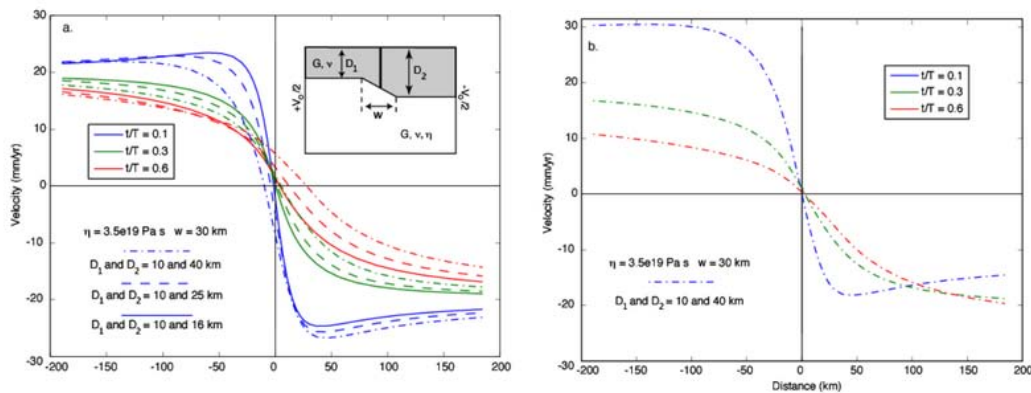 a.
Velocity (mm/yr)
30
20
10
0
-10
-20
-30
-200
-150
-100
-50
0
50
100
150
200
t/T = 0.1
t/T = 0.3
t/T = 0.6
G, ν
D1
D2
+Vo/2
-Vo/2
w
G, ν, η
η = 3.5e19 Pa s w = 30 km
D1 and D2 = 10 and 40 km
D1 and D2 = 10 and 25 km
D1 and D2 = 10 and 16 km
b.
Velocity (mm/yr)
30
20
10
0
-10
-20
-30
-200
-150
-100
-50
0
50
100
150
200
Distance (km)
t/T = 0.1
t/T = 0.3
t/T = 0.6
η = 3.5e19 Pa s w = 30 km
D1 and D2 = 10 and 40 km